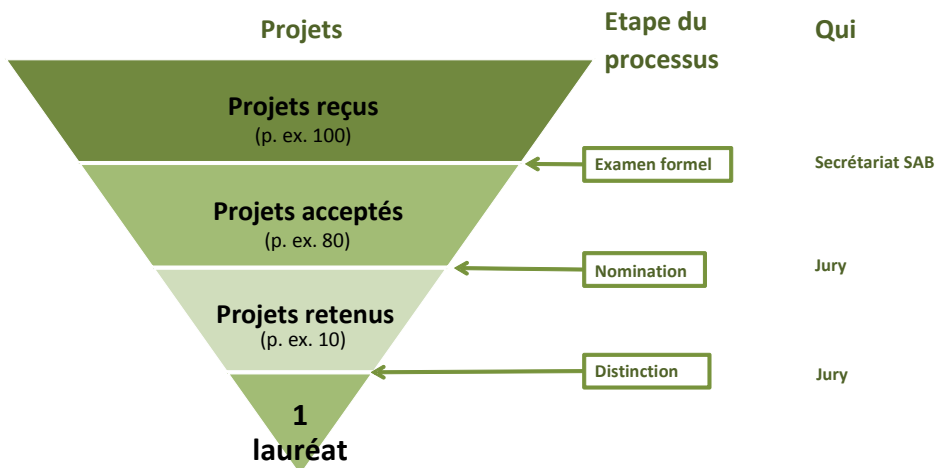 Projets
Etape du
processus
Qui
Projets reçus
(p. ex. 100)
Examen formel
Secrétariat SAB
Projets acceptés
(p. ex. 80)
Nomination
Jury
Projets retenus
(p. ex. 10)
Distinction
Jury
1
lauréat